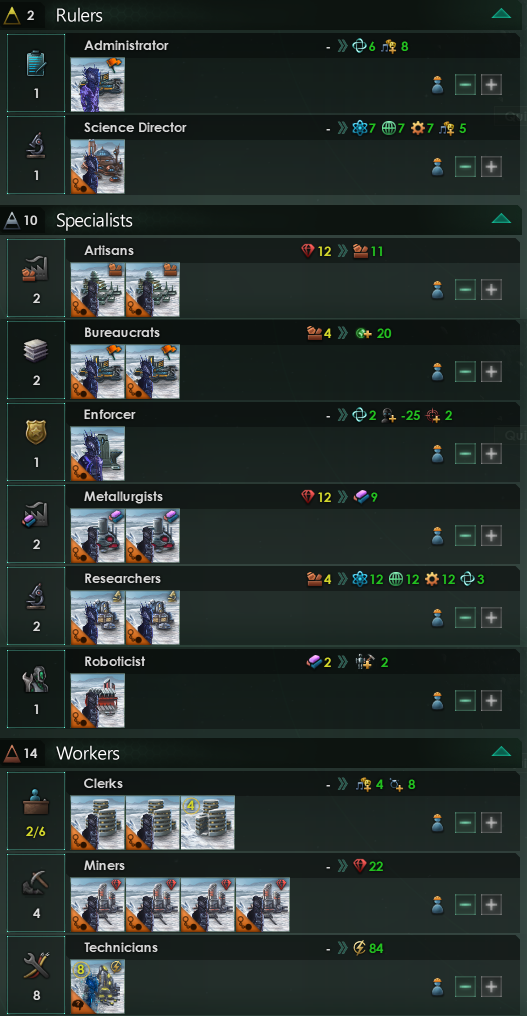 2 Rulers
Administrator - 6 8
1
Science Director - 7 7 7 5
1
10 Specialists
Artisans 12 11
2
Bureaucrats 4 20
2
Enforcer - 2 -25 2
1
Metallurgists 12 9
2
Researchers 4 12 12 12 3
2
Roboticist 2 2
1
14 Workers
Clerks - 4 8
4
2/6
Miners - 22
4
Technicians - 84
8
8